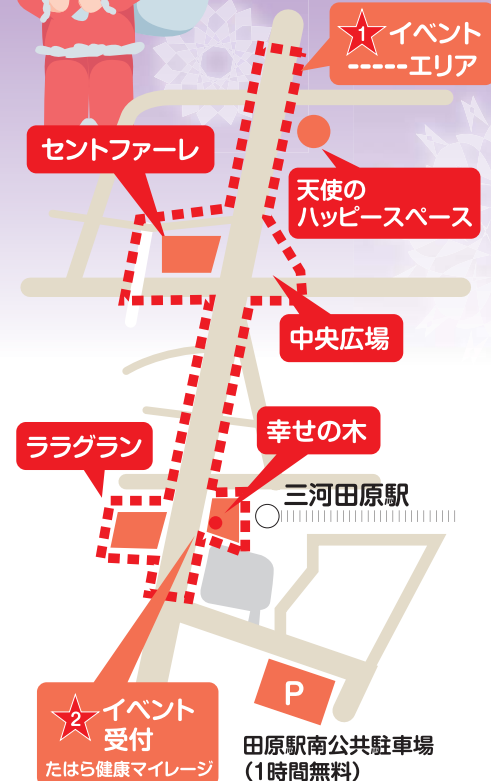 1 イベント
エリア
セントファーレ
天使の
ハッピースペース
中央広場
ララグラン
幸せの木
三河田原駅
2 イベント
受付
たはら健康マイレージ
P
田原駅南公共駐車場
(1時間無料)